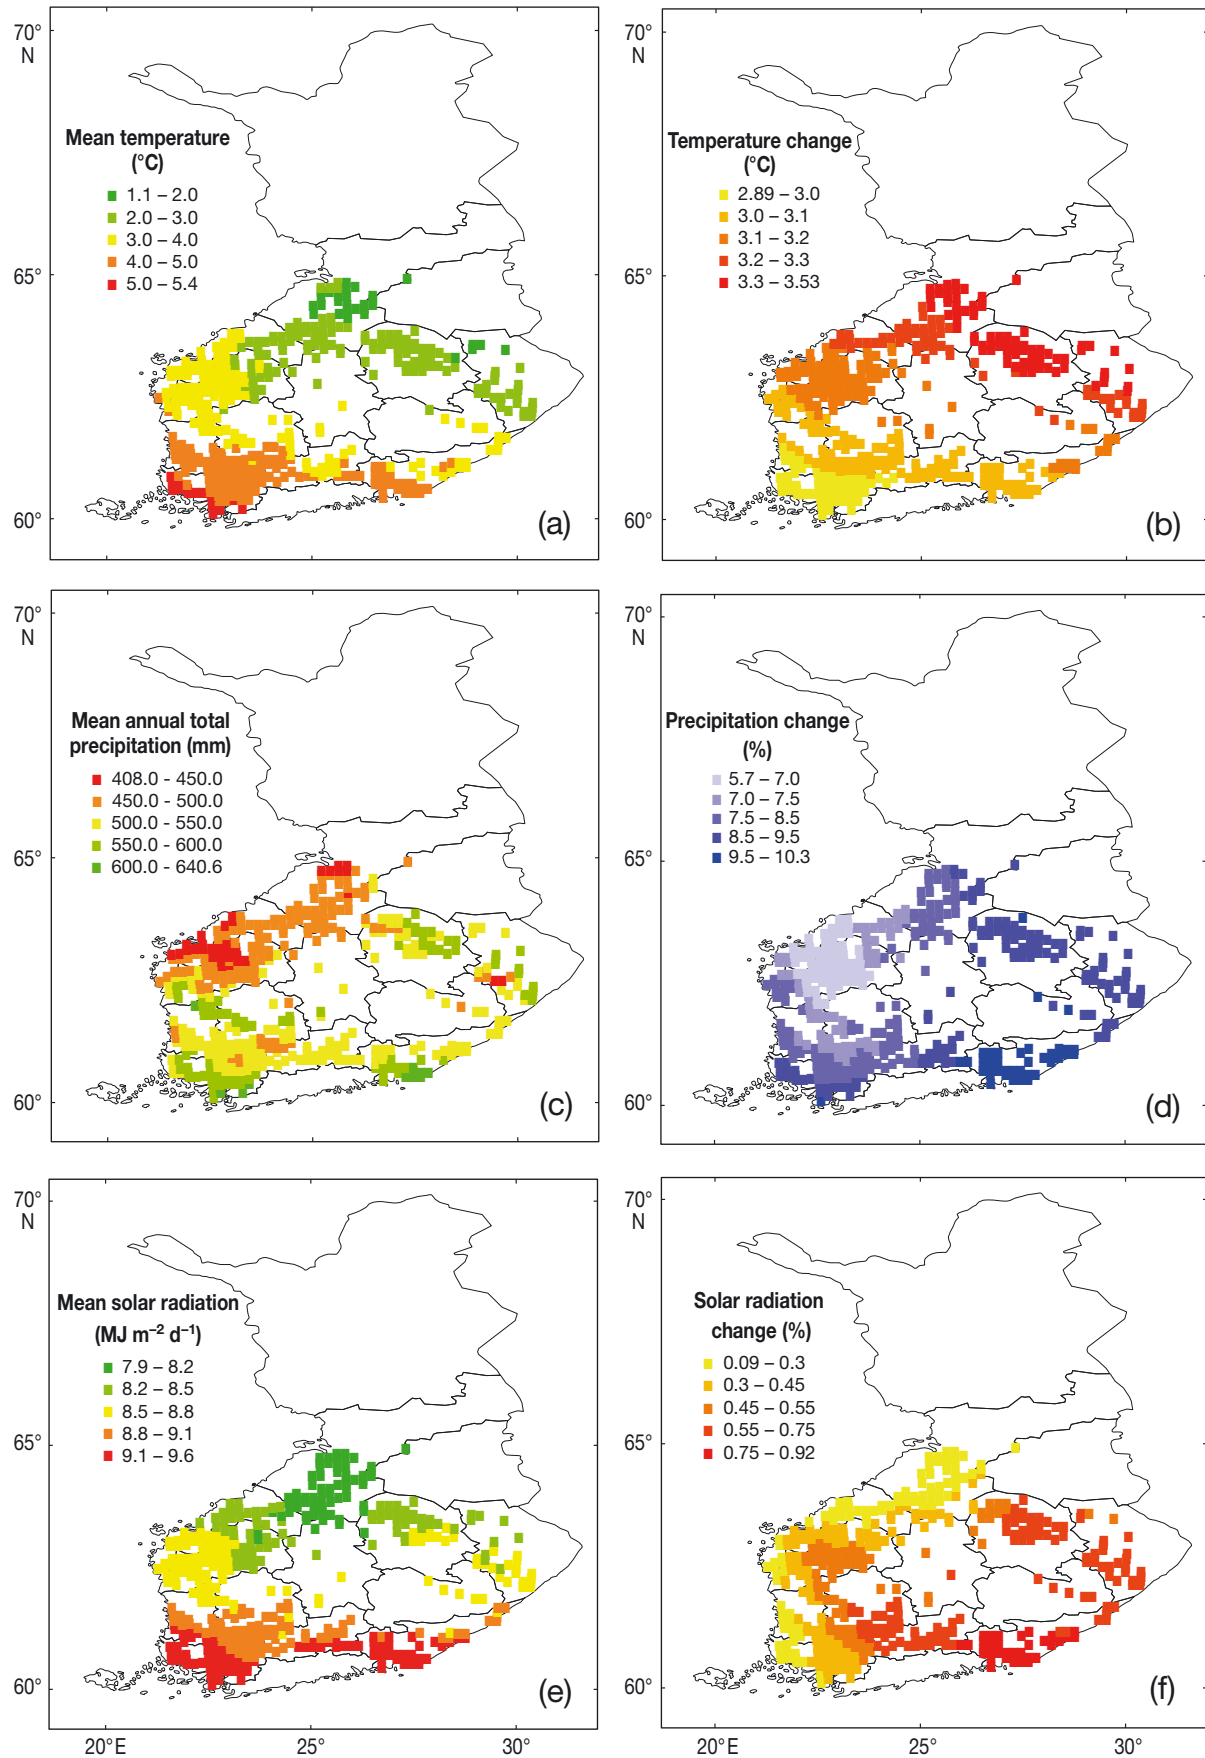 70°
N
65°
60°
Mean temperature
(°C)
1.1 – 2.0
2.0 – 3.0
3.0 – 4.0
4.0 – 5.0
5.0 – 5.4
(a)
70°
N
65°
60°
Temperature change
(°C)
2.89 – 3.0
3.0 – 3.1
3.1 – 3.2
3.2 – 3.3
3.3 – 3.53
(b)
70°
N
65°
60°
Mean annual total
precipitation (mm)
408.0 - 450.0
450.0 - 500.0
500.0 - 550.0
550.0 - 600.0
600.0 - 640.6
(c)
70°
N
65°
60°
Precipitation change
(%)
5.7 – 7.0
7.0 – 7.5
7.5 – 8.5
8.5 – 9.5
9.5 – 10.3
(d)
70°
N
65°
60°
Mean solar radiation
(MJ m⁻² d⁻¹)
7.9 – 8.2
8.2 – 8.5
8.5 – 8.8
8.8 – 9.1
9.1 – 9.6
(e)
20°E 25° 30°
70°
N
65°
60°
Solar radiation
change (%)
0.09 – 0.3
0.3 – 0.45
0.45 – 0.55
0.55 – 0.75
0.75 – 0.92
(f)
20° 25° 30°